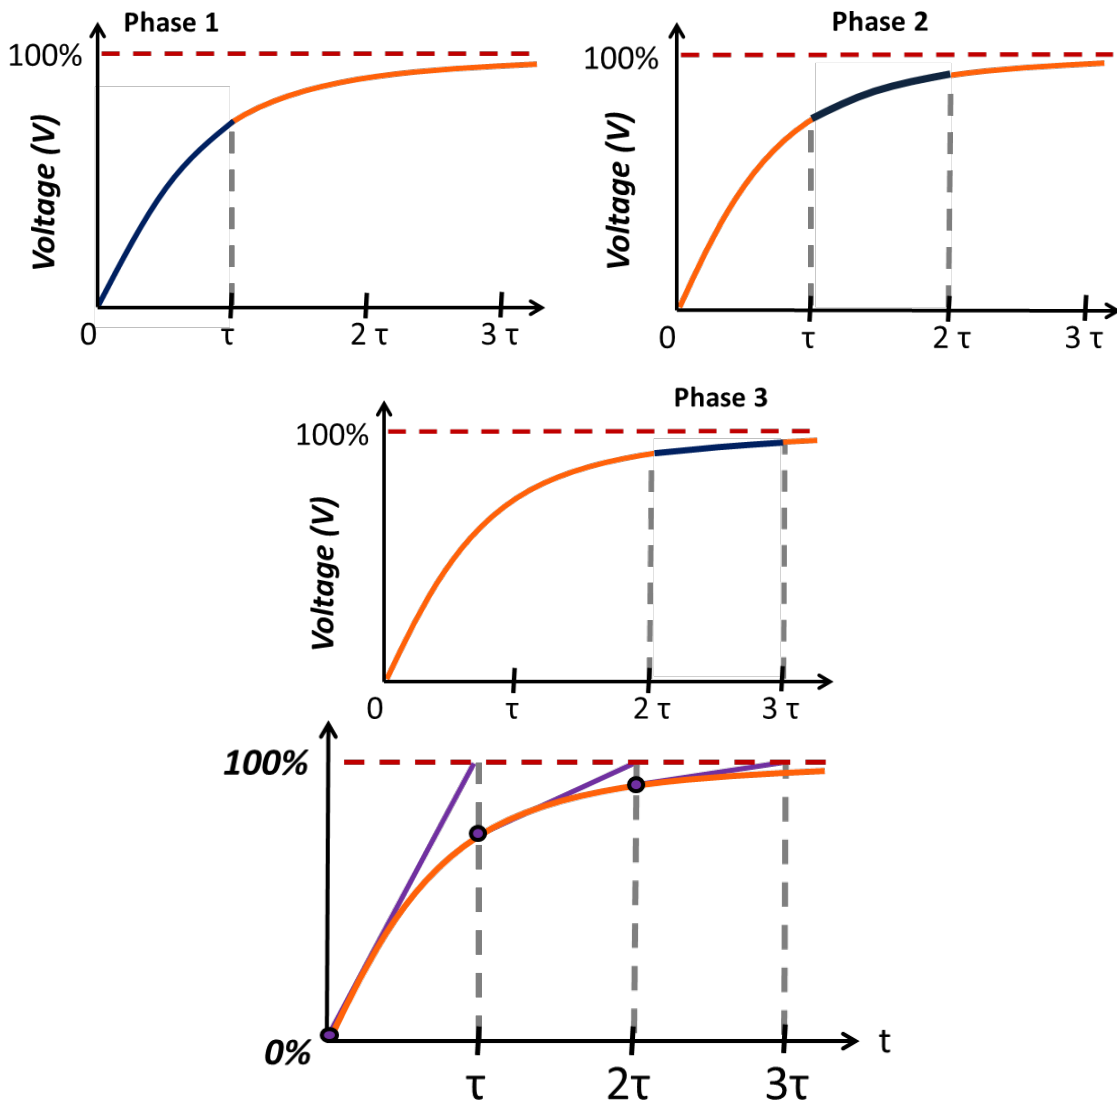 Phase 1
100%
Voltage (V)
0 τ 2 τ 3 τ
Phase 2
100%
Voltage (V)
0 τ 2 τ 3 τ
Phase 3
100%
Voltage (V)
0 τ 2 τ 3 τ
100%
0%
t
τ 2τ 3τ